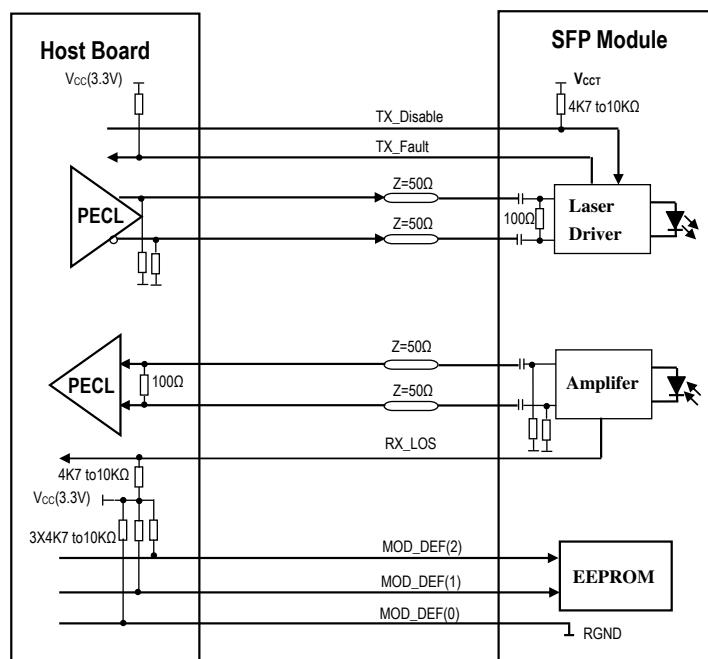 Host Board
SFP Module
VCC(3.3V)
VCCT
4K7 to10KΩ
TX_Disable
TX_Fault
PECL
Z=50Ω
Z=50Ω
100Ω
Laser
Driver
PECL
100Ω
Z=50Ω
Z=50Ω
Amplifer
RX_LOS
4K7 to10KΩ
VCC(3.3V)
3X4K7 to10KΩ
MOD_DEF(2)
MOD_DEF(1)
EEPROM
MOD_DEF(0)
RGND